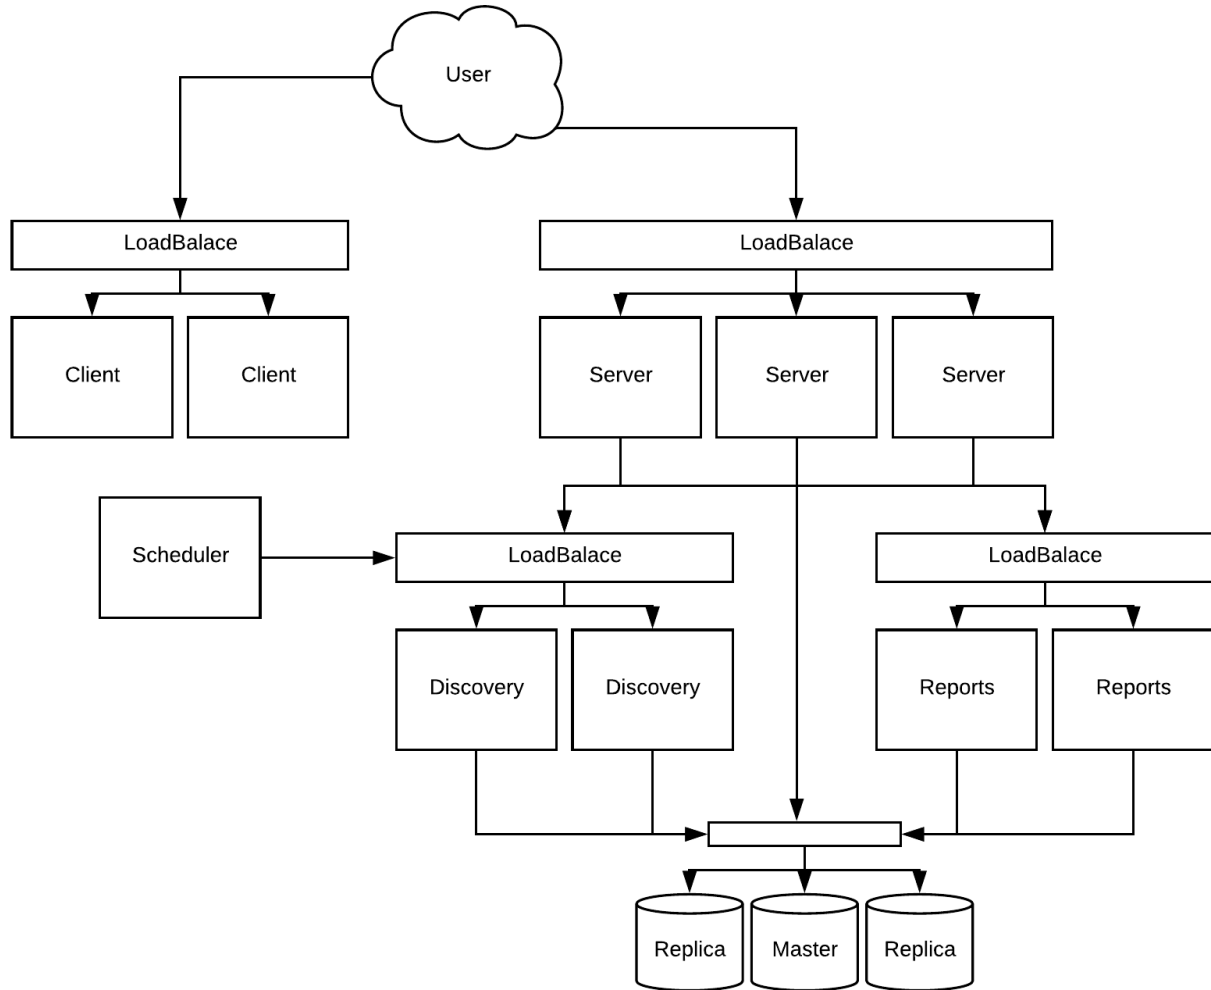 User
LoadBalace
LoadBalace
Client
Client
Server
Server
Server
Scheduler
LoadBalace
LoadBalace
Discovery
Discovery
Reports
Reports
Replica
Master
Replica